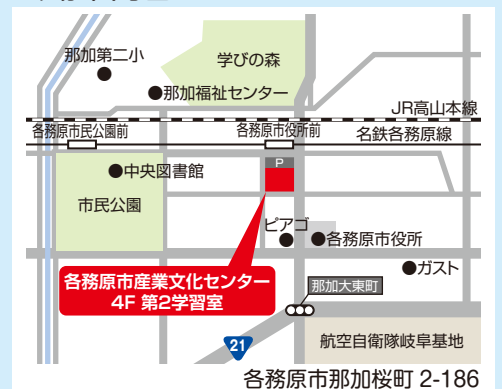 那加第二小
学びの森
那加福祉センター
JR高山本線
各務原市民公園前
各務原市役所前
名鉄各務原線
P
中央図書館
市民公園
ピアゴ
各務原市役所
各務原市産業文化センター
4F 第2学習室
ガスト
那加大東町
21
航空自衛隊岐阜基地
各務原市那加桜町 2-186